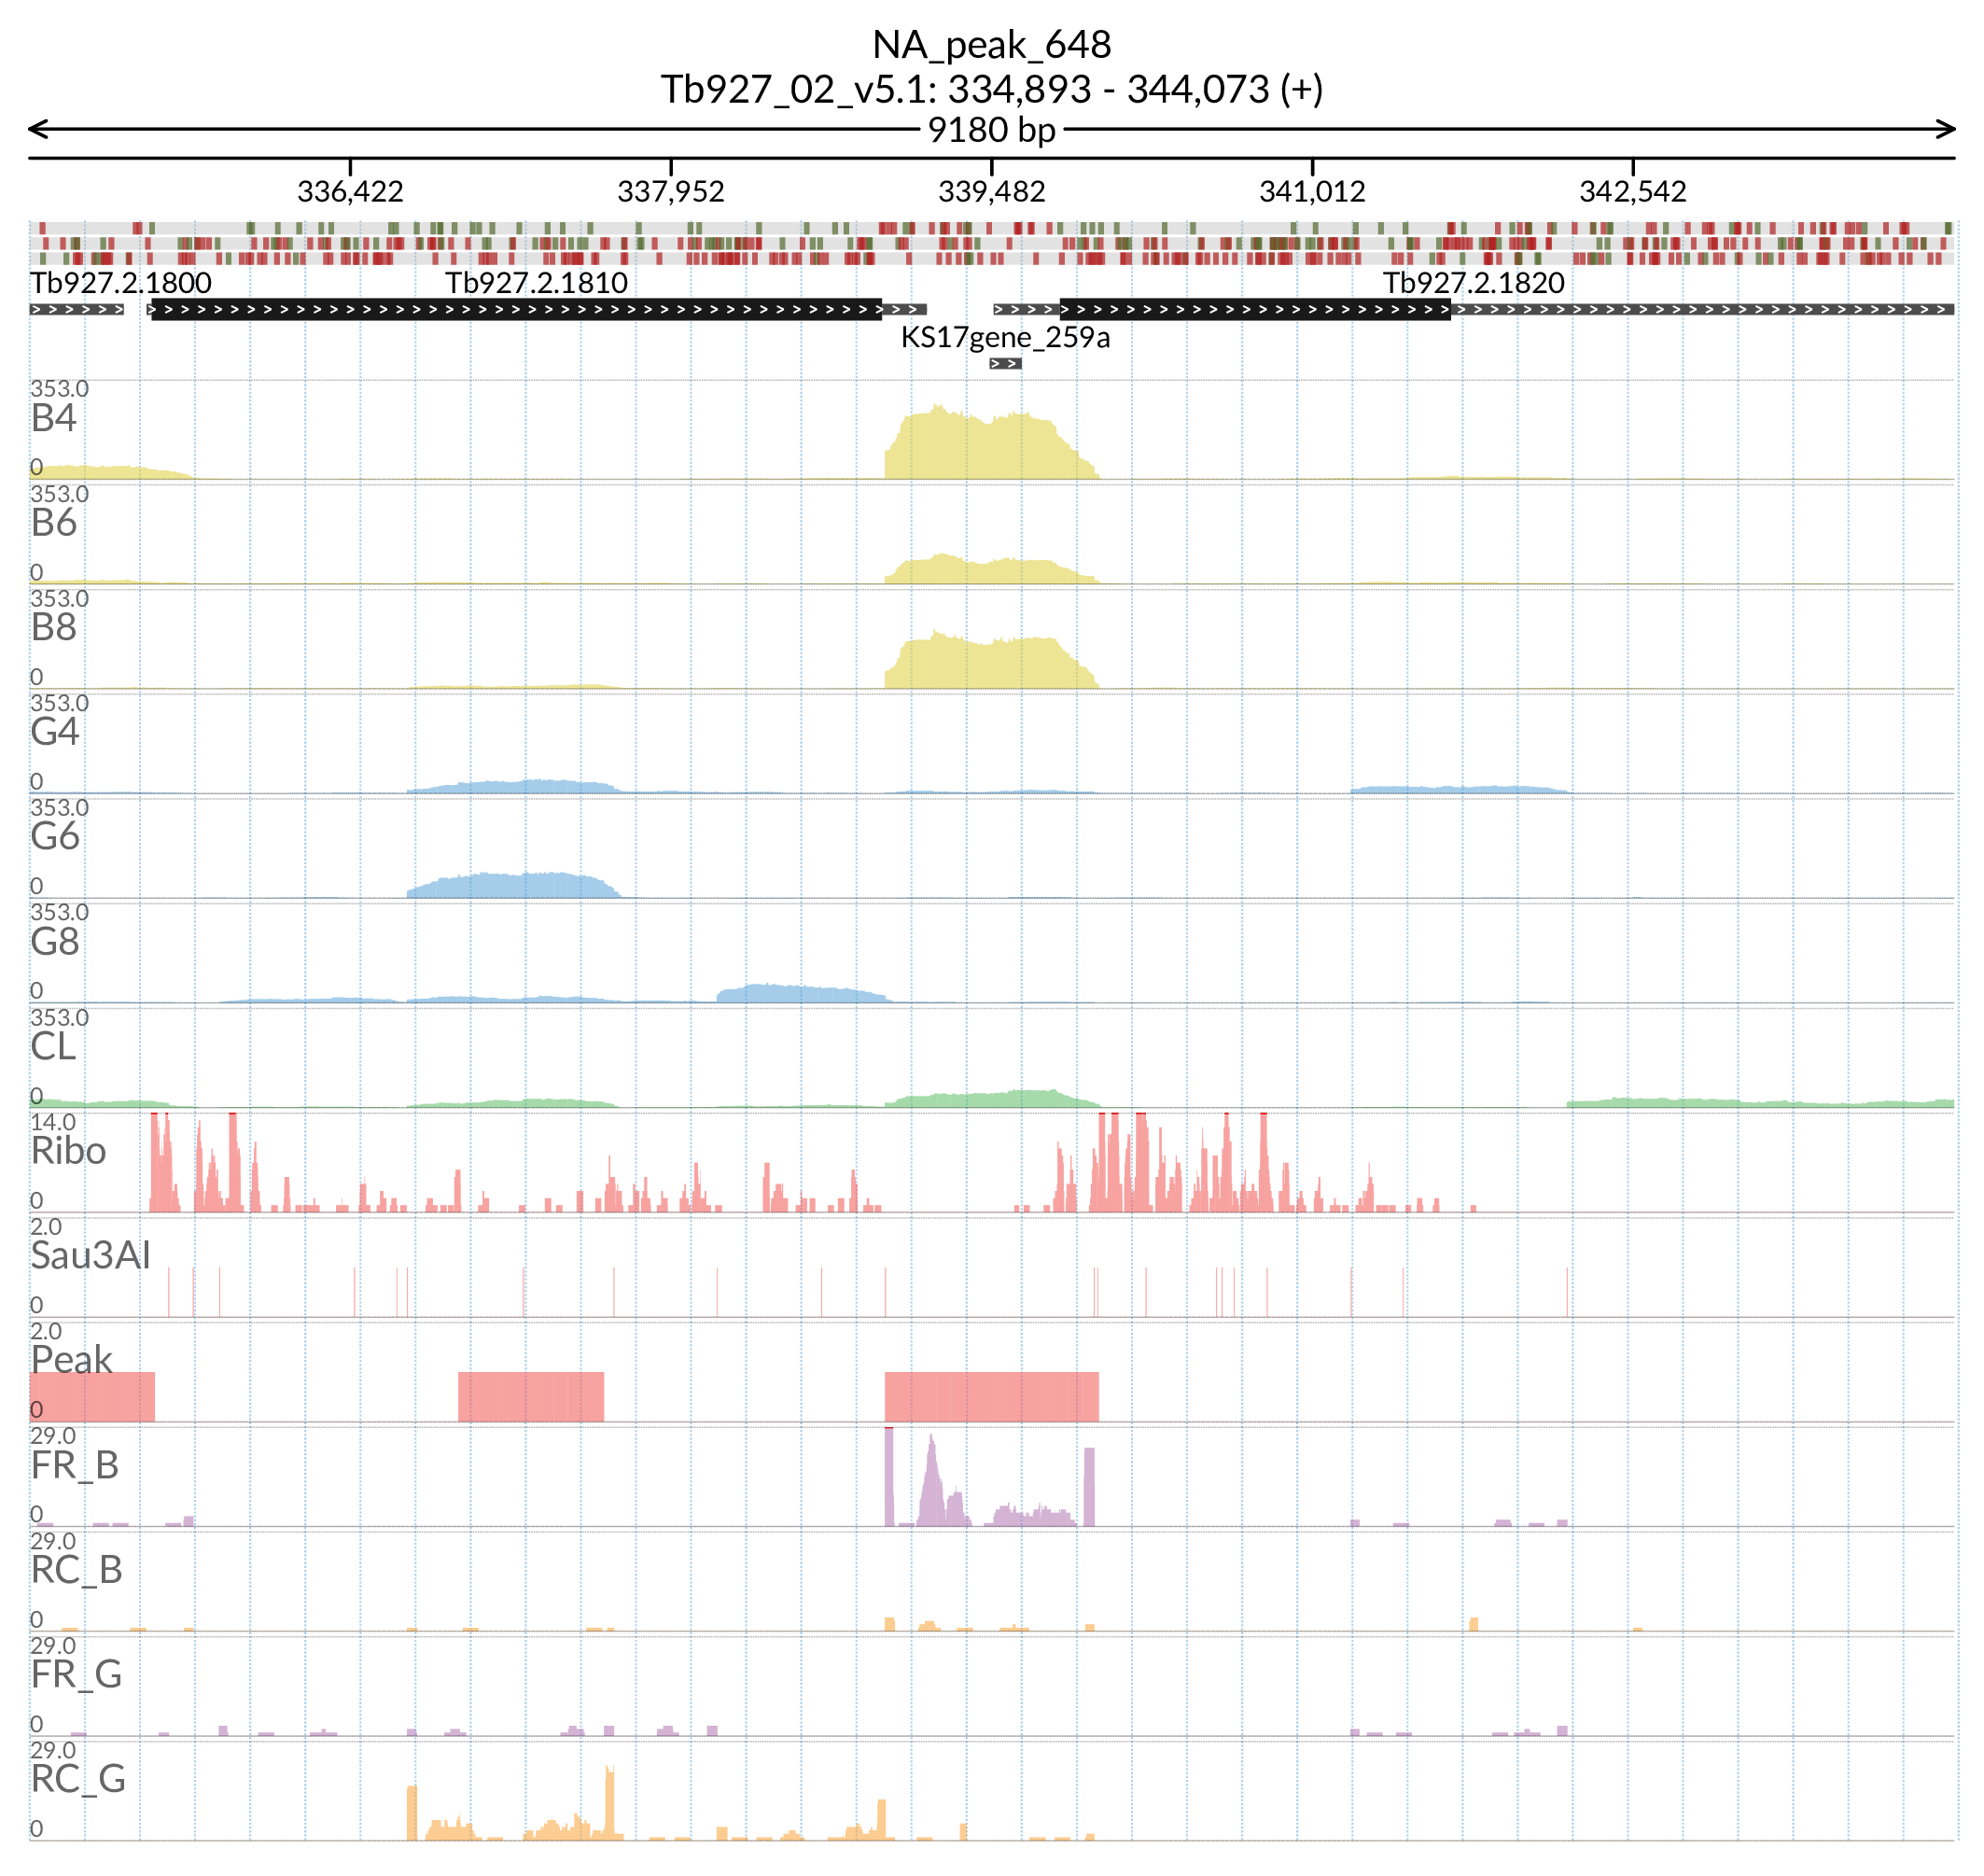 NA_peak_648
Tb927_02_v5.1: 334,893 - 344,073 (+)
9180 bp
336,422 337,952 339,482 341,012 342,542
Tb927.2.1800 Tb927.2.1810 Tb927.2.1820
KS17gene_259a
353.0
B4
0
353.0
B6
0
353.0
B8
0
353.0
G4
0
353.0
G6
0
353.0
G8
0
353.0
CL
0
14.0
Ribo
0
2.0
Sau3AI
0
2.0
Peak
0
29.0
FR_B
0
29.0
RC_B
0
29.0
FR_G
0
29.0
RC_G
0